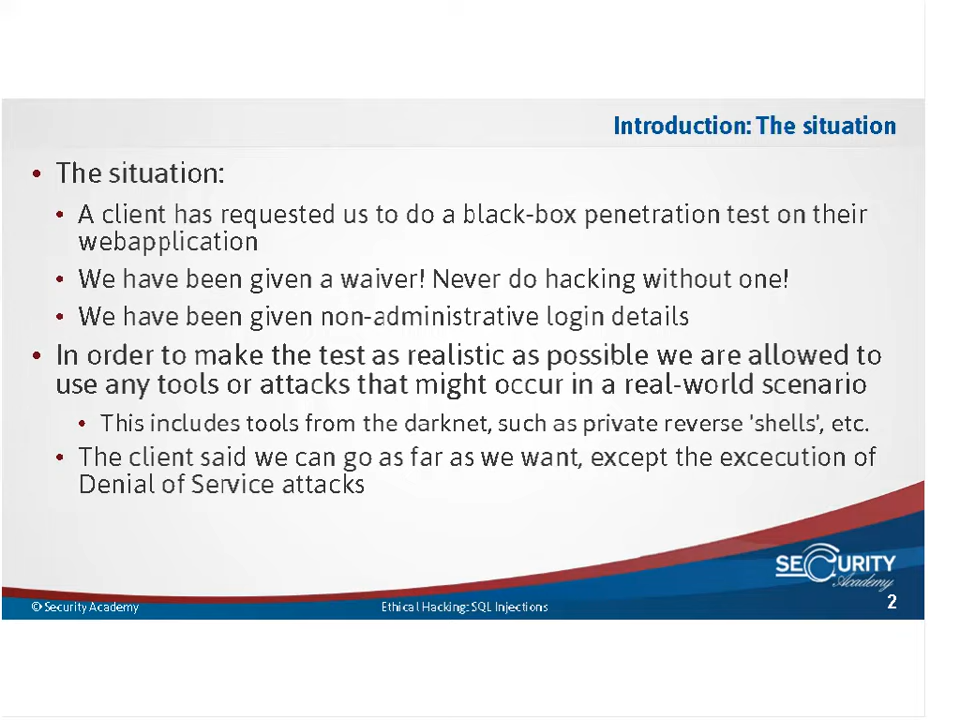 Introduction: The situation
• The situation:
• A client has requested us to do a black-box penetration test on their
webapplication
• We have been given a waiver! Never do hacking without one!
• We have been given non-administrative login details
• In order to make the test as realistic as possible we are allowed to
use any tools or attacks that might occur in a real-world scenario
• This includes tools from the darknet, such as private reverse 'shells', etc.
• The client said we can go as far as we want, except the excecution of
Denial of Service attacks
SECURITY
Academy
© Security Academy
Ethical Hacking: SQL Injections
2